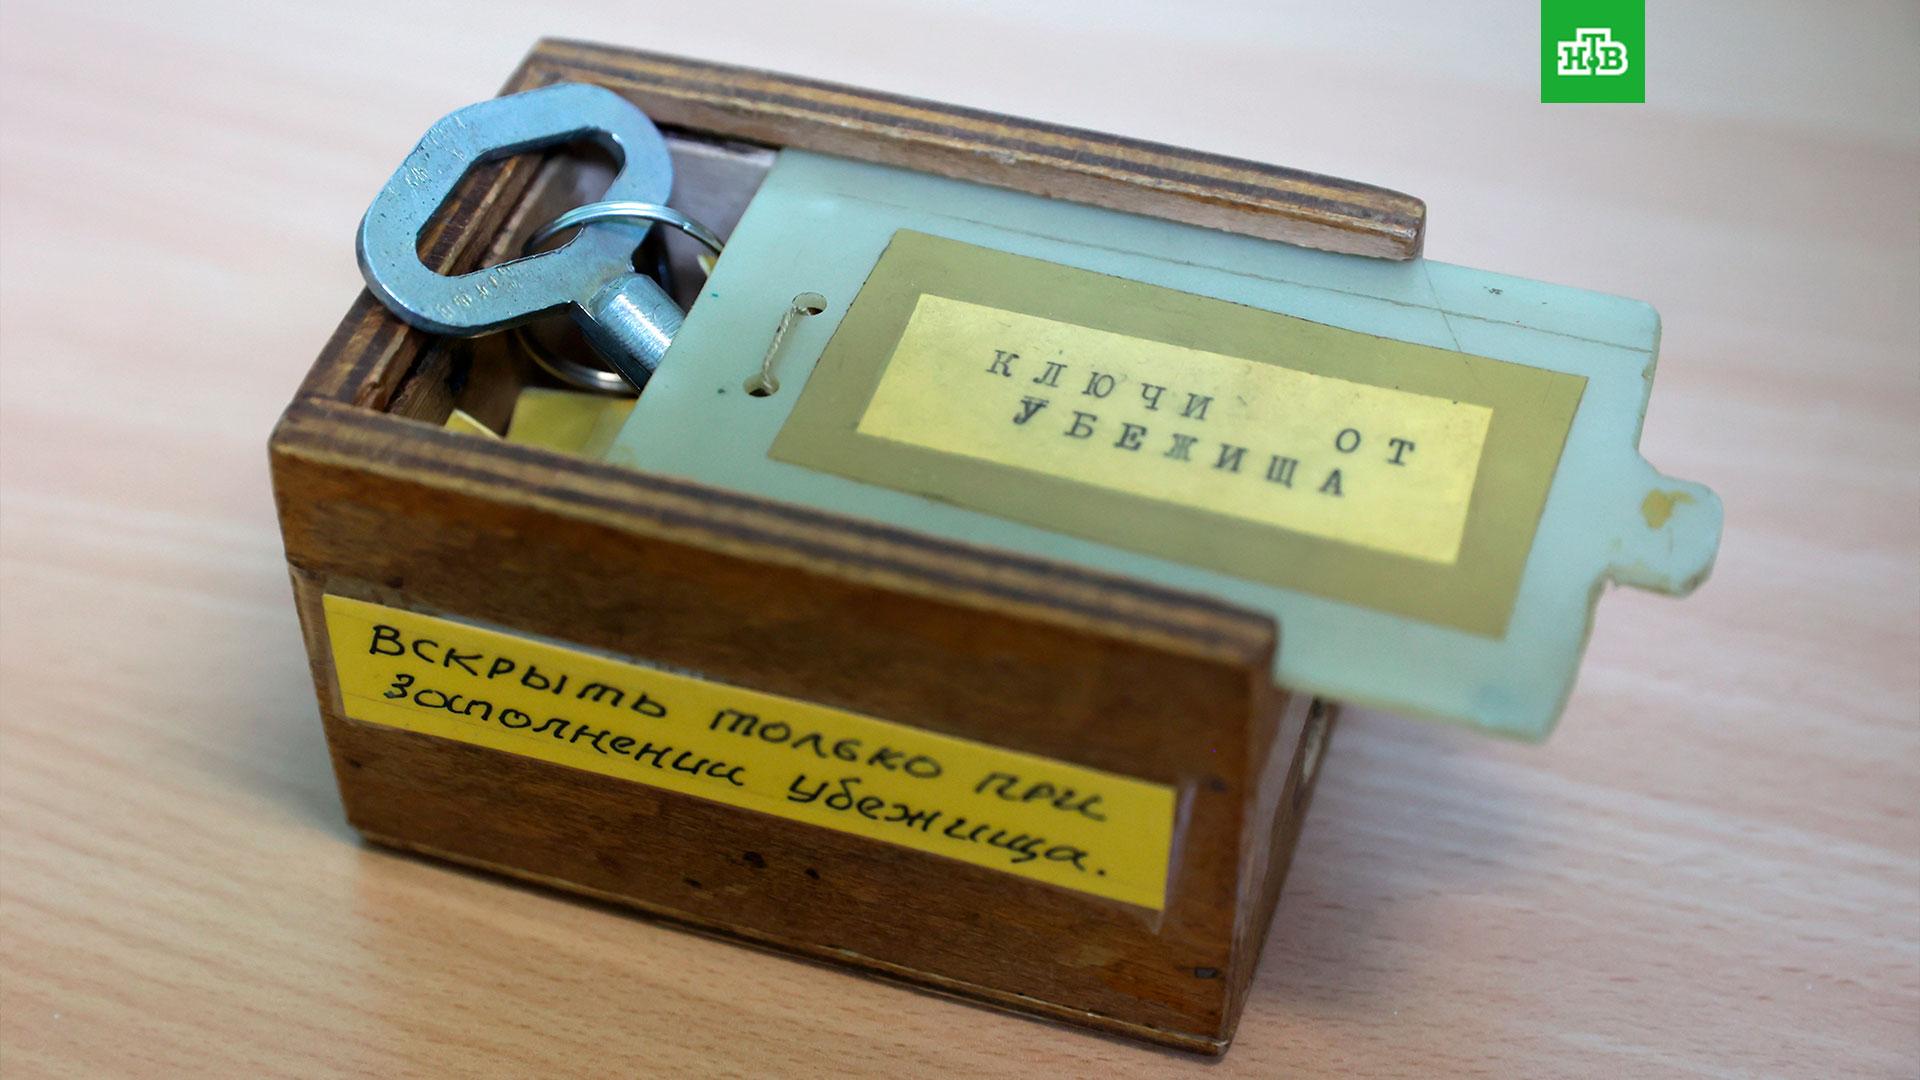 НТВ
КЛЮЧИ ОТ
УБЕЖИЩА
Вскрыть только при
заполнении убежища.